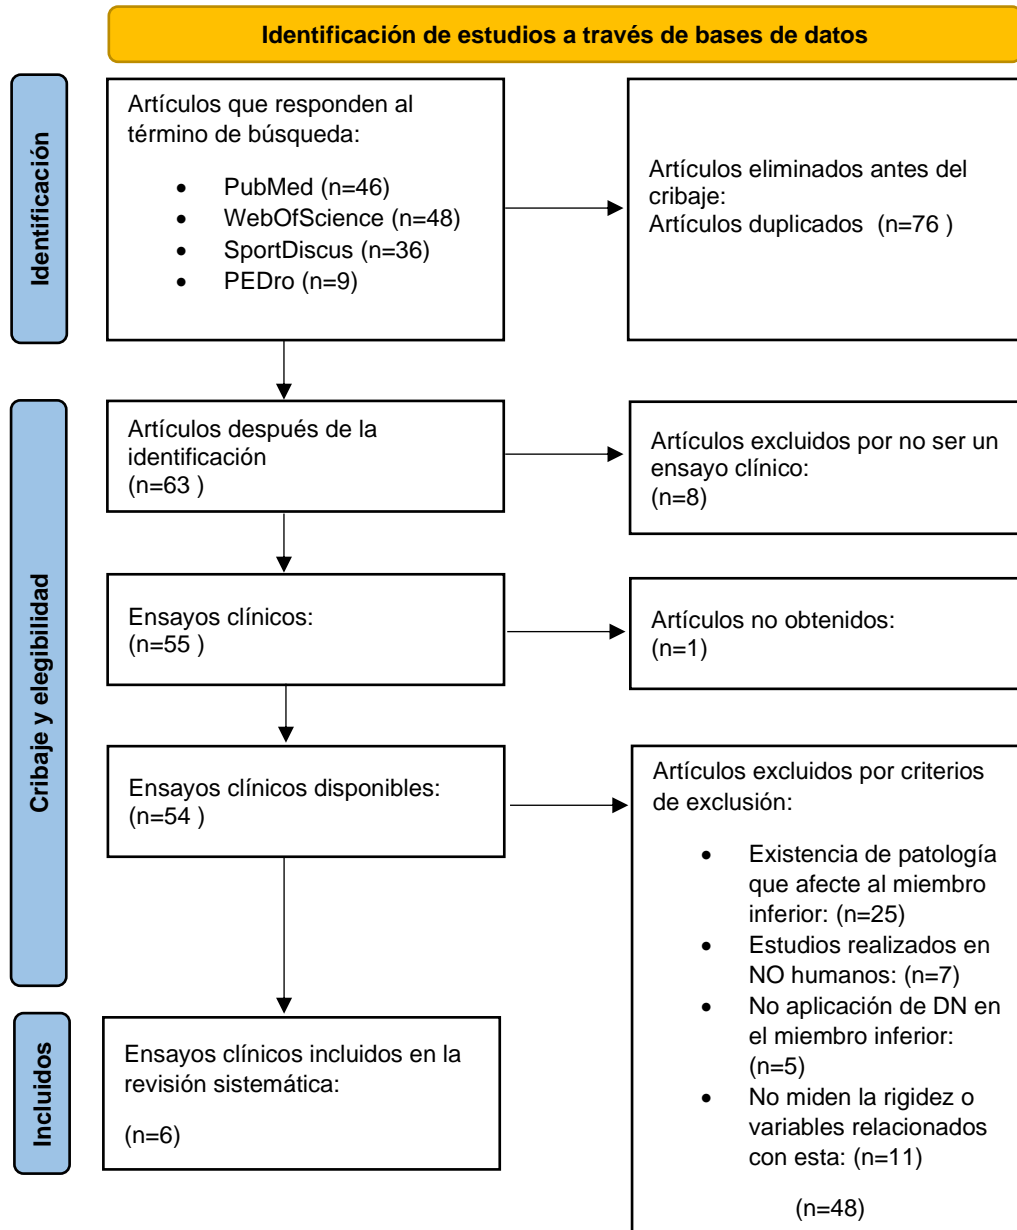 Identificación de estudios a través de bases de datos
Identificación
Artículos que responden al
término de búsqueda:
• PubMed (n=46)
• WebOfScience (n=48)
• SportDiscus (n=36)
• PEDro (n=9)
Artículos eliminados antes del
cribaje:
Artículos duplicados (n=76 )
Cribaje y elegibilidad
Artículos después de la
identificación
(n=63 )
Artículos excluidos por no ser un
ensayo clínico:
(n=8)
Ensayos clínicos:
(n=55 )
Artículos no obtenidos:
(n=1)
Ensayos clínicos disponibles:
(n=54 )
Artículos excluidos por criterios
de exclusión:
• Existencia de patología
que afecte al miembro
inferior: (n=25)
• Estudios realizados en
NO humanos: (n=7)
• No aplicación de DN en
el miembro inferior:
(n=5)
• No miden la rigidez o
variables relacionados
con esta: (n=11)
(n=48)
Incluidos
Ensayos clínicos incluidos en la
revisión sistemática:
(n=6)